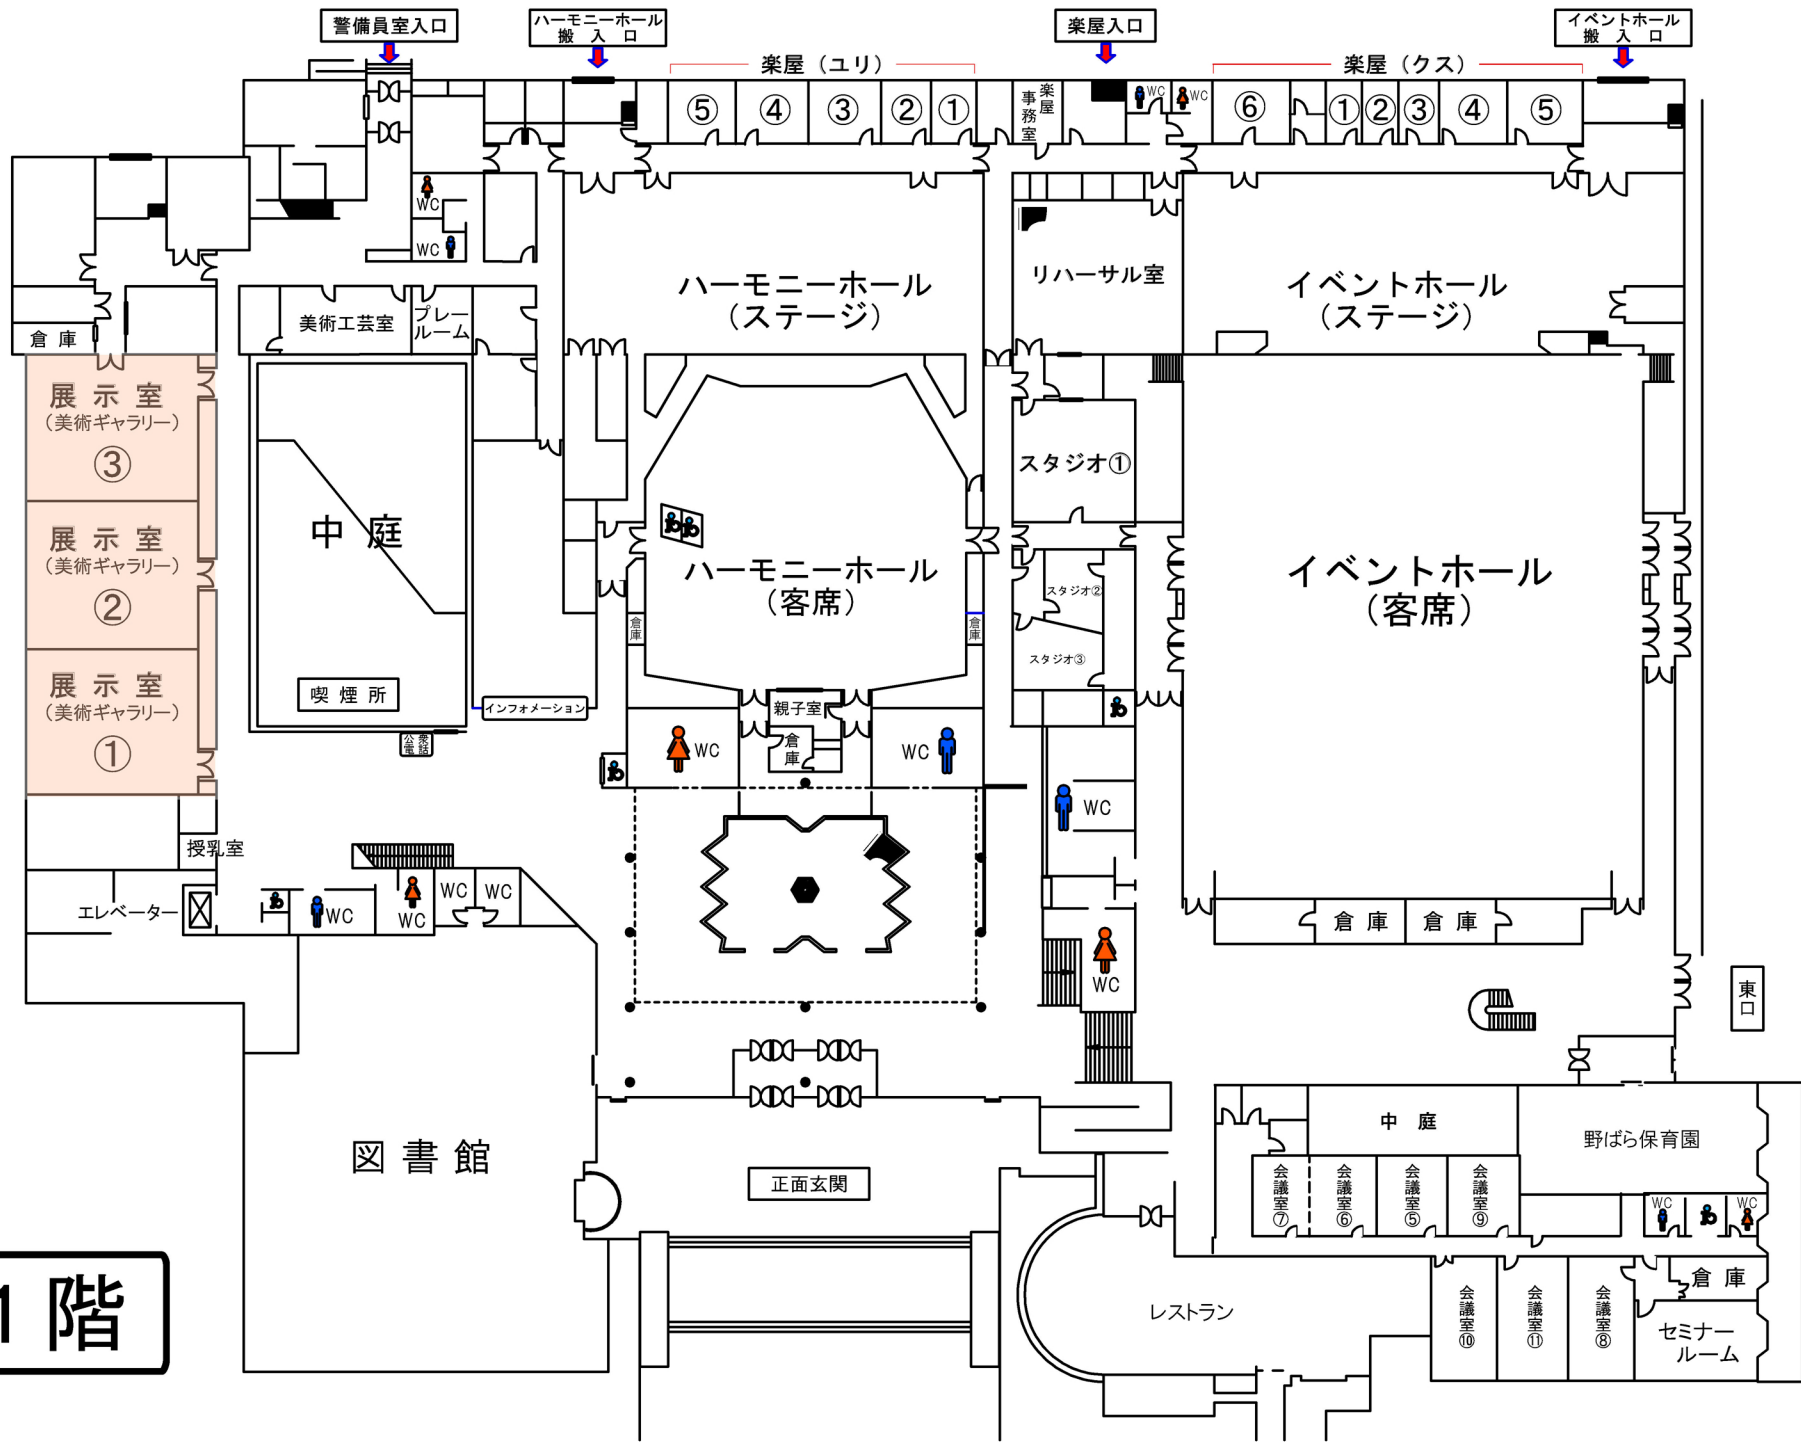 警備員室入口
ハーモニーホール
搬　入　口
楽屋入口
イベントホール
搬　入　口
楽屋（ユリ）
楽屋（クス）
⑤
④
③
②
①
楽屋
事務室
WC
WC
⑥
①
②
③
④
⑤
WC
WC
ハーモニーホール
（ステージ）
リハーサル室
イベントホール
（ステージ）
倉庫
美術工芸室
プレー
ルーム
展示室
（美術ギャラリー）
③
展示室
（美術ギャラリー）
②
展示室
（美術ギャラリー）
①
中庭
喫煙所
インフォメーション
公衆
電話
スタジオ①
ハーモニーホール
（客席）
イベントホール
（客席）
スタジオ②
スタジオ③
倉庫
倉庫
親子室
倉庫
WC
WC
WC
授乳室
エレベーター
WC
WC
WC
WC
WC
倉庫
倉庫
東口
図書館
正面玄関
中庭
野ばら保育園
会議室⑦
会議室⑥
会議室⑤
会議室⑨
WC
WC
レストラン
会議室⑩
会議室⑪
会議室⑧
倉庫
セミナー
ルーム
1階